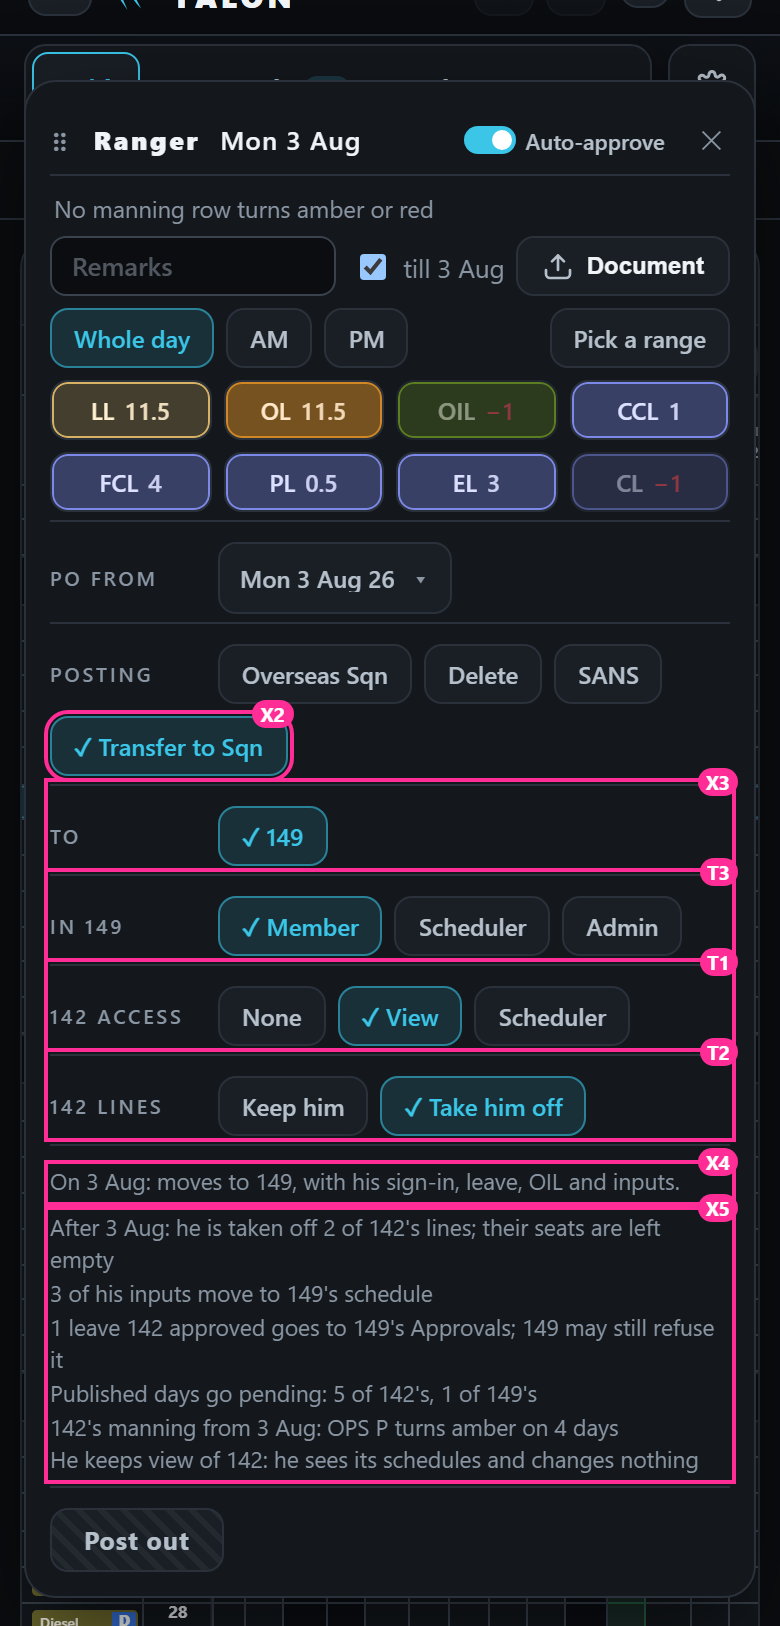 TALON
Ranger Mon 3 Aug Auto-approve
No manning row turns amber or red
Remarks till 3 Aug Document
Whole day AM PM Pick a range
LL 11.5 OL 11.5 OIL −1 CCL 1
FCL 4 PL 0.5 EL 3 CL −1
PO FROM Mon 3 Aug 26
POSTING Overseas Sqn Delete SANS
X2
✓ Transfer to Sqn
X3
TO ✓ 149
T3
IN 149 ✓ Member Scheduler Admin
T1
142 ACCESS None ✓ View Scheduler
T2
142 LINES Keep him ✓ Take him off
X4
On 3 Aug: moves to 149, with his sign-in, leave, OIL and inputs.
X5
After 3 Aug: he is taken off 2 of 142's lines; their seats are left
empty
3 of his inputs move to 149's schedule
1 leave 142 approved goes to 149's Approvals; 149 may still refuse
it
Published days go pending: 5 of 142's, 1 of 149's
142's manning from 3 Aug: OPS P turns amber on 4 days
He keeps view of 142: he sees its schedules and changes nothing
Post out
28
Diesel D